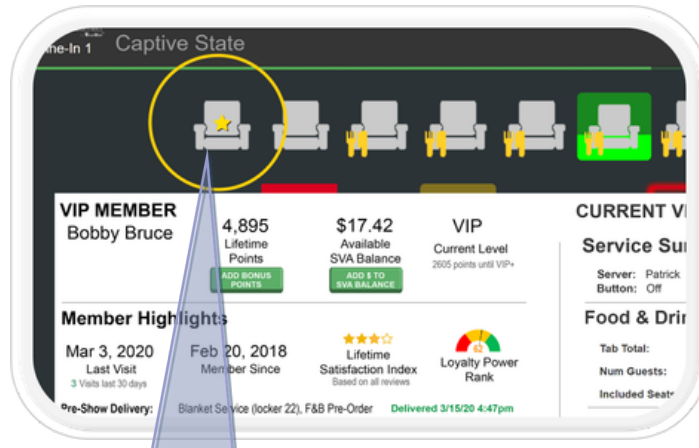 ne-In 1 Captive State
VIP MEMBER
Bobby Bruce
4,895
Lifetime
Points
ADD BONUS
POINTS
$17.42
Available
SVA Balance
ADD $ TO
SVA BALANCE
VIP
Current Level
2605 points until VIP+
Member Highlights
Mar 3, 2020
Last Visit
3 Visits last 30 days
Feb 20, 2018
Member Since
Lifetime
Satisfaction Index
Based on all reviews
62
Loyalty Power
Rank
Pre-Show Delivery: Blanket Service (locker 22), F&B Pre-Order Delivered 3/15/20 4:47pm
CURRENT VI
Service Su
Server: Patrick
Button: Off
Food & Drin
Tab Total:
Num Guests:
Included Seats